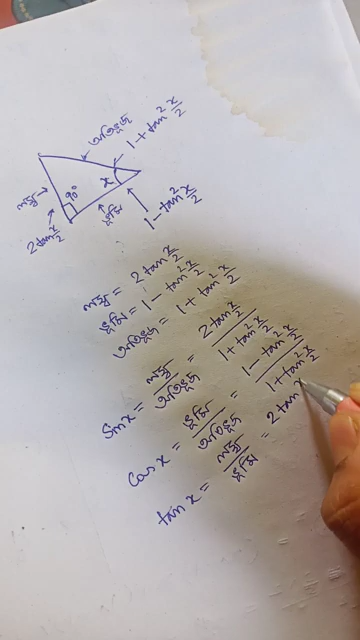 অতিভুজ
1 + tan² x/2
লম্ব
90°
x
ভূমি
2 tan x/2
1 - tan² x/2
লম্ব = 2 tan x/2
ভূমি = 1 - tan² x/2
অতিভুজ = 1 + tan² x/2
Sin x = লম্ব/অতিভুজ = 2 tan x/2 / 1 + tan² x/2
Cos x = ভূমি/অতিভুজ = 1 - tan² x/2 / 1 + tan² x/2
tan x = লম্ব/ভূমি = 2 tan